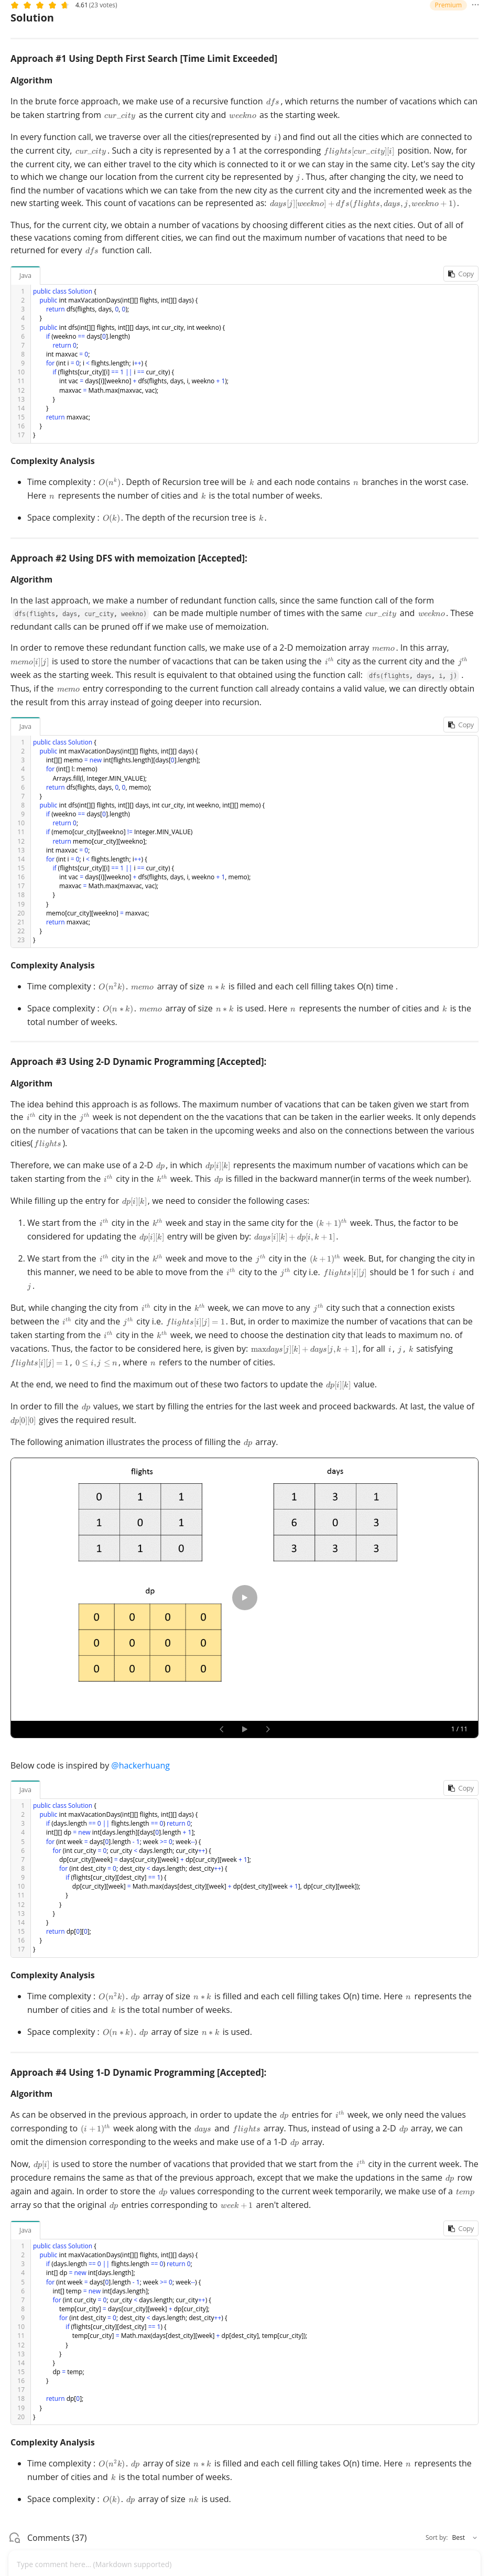 4.61 (23 votes)
Premium
Solution
Approach #1 Using Depth First Search [Time Limit Exceeded]
Algorithm
In the brute force approach, we make use of a recursive function dfs, which returns the number of vacations which can
be taken startring from cur_city as the current city and weekno as the starting week.
In every function call, we traverse over all the cities(represented by i) and find out all the cities which are connected to
the current city, cur_city. Such a city is represented by a 1 at the corresponding flights[cur_city][i] position. Now, for
the current city, we can either travel to the city which is connected to it or we can stay in the same city. Let's say the city
to which we change our location from the current city be represented by j. Thus, after changing the city, we need to
find the number of vacations which we can take from the new city as the current city and the incremented week as the
new starting week. This count of vacations can be represented as: days[j][weekno] + dfs(flights, days, j, weekno + 1).
Thus, for the current city, we obtain a number of vacations by choosing different cities as the next cities. Out of all of
these vacations coming from different cities, we can find out the maximum number of vacations that need to be
returned for every dfs function call.
Java
Copy
1 public class Solution {
2 public int maxVacationDays(int[][] flights, int[][] days) {
3 return dfs(flights, days, 0, 0);
4 }
5 public int dfs(int[][] flights, int[][] days, int cur_city, int weekno) {
6 if (weekno == days[0].length)
7 return 0;
8 int maxvac = 0;
9 for (int i = 0; i < flights.length; i++) {
10 if (flights[cur_city][i] == 1 || i == cur_city) {
11 int vac = days[i][weekno] + dfs(flights, days, i, weekno + 1);
12 maxvac = Math.max(maxvac, vac);
13 }
14 }
15 return maxvac;
16 }
17 }
Complexity Analysis
• Time complexity : O(n^k). Depth of Recursion tree will be k and each node contains n branches in the worst case.
Here n represents the number of cities and k is the total number of weeks.
• Space complexity : O(k). The depth of the recursion tree is k.
Approach #2 Using DFS with memoization [Accepted]:
Algorithm
In the last approach, we make a number of redundant function calls, since the same function call of the form
dfs(flights, days, cur_city, weekno) can be made multiple number of times with the same cur_city and weekno. These
redundant calls can be pruned off if we make use of memoization.
In order to remove these redundant function calls, we make use of a 2-D memoization array memo. In this array,
memo[i][j] is used to store the number of vacactions that can be taken using the i^th city as the current city and the j^th
week as the starting week. This result is equivalent to that obtained using the function call: dfs(flights, days, i, j) .
Thus, if the memo entry corresponding to the current function call already contains a valid value, we can directly obtain
the result from this array instead of going deeper into recursion.
Java
Copy
1 public class Solution {
2 public int maxVacationDays(int[][] flights, int[][] days) {
3 int[][] memo = new int[flights.length][days[0].length];
4 for (int[] l: memo)
5 Arrays.fill(l, Integer.MIN_VALUE);
6 return dfs(flights, days, 0, 0, memo);
7 }
8 public int dfs(int[][] flights, int[][] days, int cur_city, int weekno, int[][] memo) {
9 if (weekno == days[0].length)
10 return 0;
11 if (memo[cur_city][weekno] != Integer.MIN_VALUE)
12 return memo[cur_city][weekno];
13 int maxvac = 0;
14 for (int i = 0; i < flights.length; i++) {
15 if (flights[cur_city][i] == 1 || i == cur_city) {
16 int vac = days[i][weekno] + dfs(flights, days, i, weekno + 1, memo);
17 maxvac = Math.max(maxvac, vac);
18 }
19 }
20 memo[cur_city][weekno] = maxvac;
21 return maxvac;
22 }
23 }
Complexity Analysis
• Time complexity : O(n²k). memo array of size n ∗ k is filled and each cell filling takes O(n) time .
• Space complexity : O(n ∗ k). memo array of size n ∗ k is used. Here n represents the number of cities and k is the
total number of weeks.
Approach #3 Using 2-D Dynamic Programming [Accepted]:
Algorithm
The idea behind this approach is as follows. The maximum number of vacations that can be taken given we start from
the i^th city in the j^th week is not dependent on the the vacations that can be taken in the earlier weeks. It only depends
on the number of vacations that can be taken in the upcoming weeks and also on the connections between the various
cities(flights).
Therefore, we can make use of a 2-D dp, in which dp[i][k] represents the maximum number of vacations which can be
taken starting from the i^th city in the k^th week. This dp is filled in the backward manner(in terms of the week number).
While filling up the entry for dp[i][k], we need to consider the following cases:
1. We start from the i^th city in the k^th week and stay in the same city for the (k + 1)^th week. Thus, the factor to be
considered for updating the dp[i][k] entry will be given by: days[i][k] + dp[i, k + 1].
2. We start from the i^th city in the k^th week and move to the j^th city in the (k + 1)^th week. But, for changing the city in
this manner, we need to be able to move from the i^th city to the j^th city i.e. flights[i][j] should be 1 for such i and
j.
But, while changing the city from i^th city in the k^th week, we can move to any j^th city such that a connection exists
between the i^th city and the j^th city i.e. flights[i][j] = 1. But, in order to maximize the number of vacations that can be
taken starting from the i^th city in the k^th week, we need to choose the destination city that leads to maximum no. of
vacations. Thus, the factor to be considered here, is given by: maxdays[j][k] + days[j, k + 1], for all i, j, k satisfying
flights[i][j] = 1, 0 ≤ i, j ≤ n, where n refers to the number of cities.
At the end, we need to find the maximum out of these two factors to update the dp[i][k] value.
In order to fill the dp values, we start by filling the entries for the last week and proceed backwards. At last, the value of
dp[0][0] gives the required result.
The following animation illustrates the process of filling the dp array.
flights
days
0 1 1
1 0 1
1 1 0
1 3 1
6 0 3
3 3 3
dp
0 0 0 0
0 0 0 0
0 0 0 0
1 / 11
Below code is inspired by @hackerhuang
Java
Copy
1 public class Solution {
2 public int maxVacationDays(int[][] flights, int[][] days) {
3 if (days.length == 0 || flights.length == 0) return 0;
4 int[][] dp = new int[days.length][days[0].length + 1];
5 for (int week = days[0].length - 1; week >= 0; week--) {
6 for (int cur_city = 0; cur_city < days.length; cur_city++) {
7 dp[cur_city][week] = days[cur_city][week] + dp[cur_city][week + 1];
8 for (int dest_city = 0; dest_city < days.length; dest_city++) {
9 if (flights[cur_city][dest_city] == 1) {
10 dp[cur_city][week] = Math.max(days[dest_city][week] + dp[dest_city][week + 1], dp[cur_city][week]);
11 }
12 }
13 }
14 }
15 return dp[0][0];
16 }
17 }
Complexity Analysis
• Time complexity : O(n²k). dp array of size n ∗ k is filled and each cell filling takes O(n) time. Here n represents the
number of cities and k is the total number of weeks.
• Space complexity : O(n ∗ k). dp array of size n ∗ k is used.
Approach #4 Using 1-D Dynamic Programming [Accepted]:
Algorithm
As can be observed in the previous approach, in order to update the dp entries for i^th week, we only need the values
corresponding to (i + 1)^th week along with the days and flights array. Thus, instead of using a 2-D dp array, we can
omit the dimension corresponding to the weeks and make use of a 1-D dp array.
Now, dp[i] is used to store the number of vacations that provided that we start from the i^th city in the current week. The
procedure remains the same as that of the previous approach, except that we make the updations in the same dp row
again and again. In order to store the dp values corresponding to the current week temporarily, we make use of a temp
array so that the original dp entries corresponding to week + 1 aren't altered.
Java
Copy
1 public class Solution {
2 public int maxVacationDays(int[][] flights, int[][] days) {
3 if (days.length == 0 || flights.length == 0) return 0;
4 int[] dp = new int[days.length];
5 for (int week = days[0].length - 1; week >= 0; week--) {
6 int[] temp = new int[days.length];
7 for (int cur_city = 0; cur_city < days.length; cur_city++) {
8 temp[cur_city] = days[cur_city][week] + dp[cur_city];
9 for (int dest_city = 0; dest_city < days.length; dest_city++) {
10 if (flights[cur_city][dest_city] == 1) {
11 temp[cur_city] = Math.max(days[dest_city][week] + dp[dest_city], temp[cur_city]);
12 }
13 }
14 }
15 dp = temp;
16 }
17
18 return dp[0];
19 }
20 }
Complexity Analysis
• Time complexity : O(n²k). dp array of size n ∗ k is filled and each cell filling takes O(n) time. Here n represents the
number of cities and k is the total number of weeks.
• Space complexity : O(k). dp array of size nk is used.
Comments (37)
Sort by: Best
Type comment here... (Markdown supported)